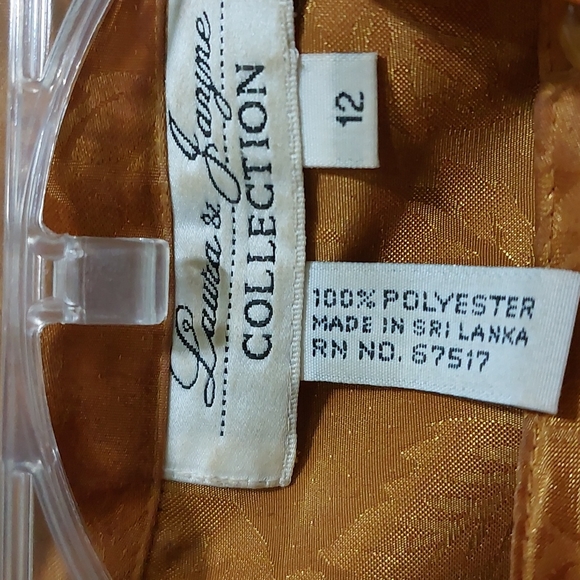 Laura & Jayne
COLLECTION
12
100% POLYESTER
MADE IN SRI LANKA
RN NO. 67517